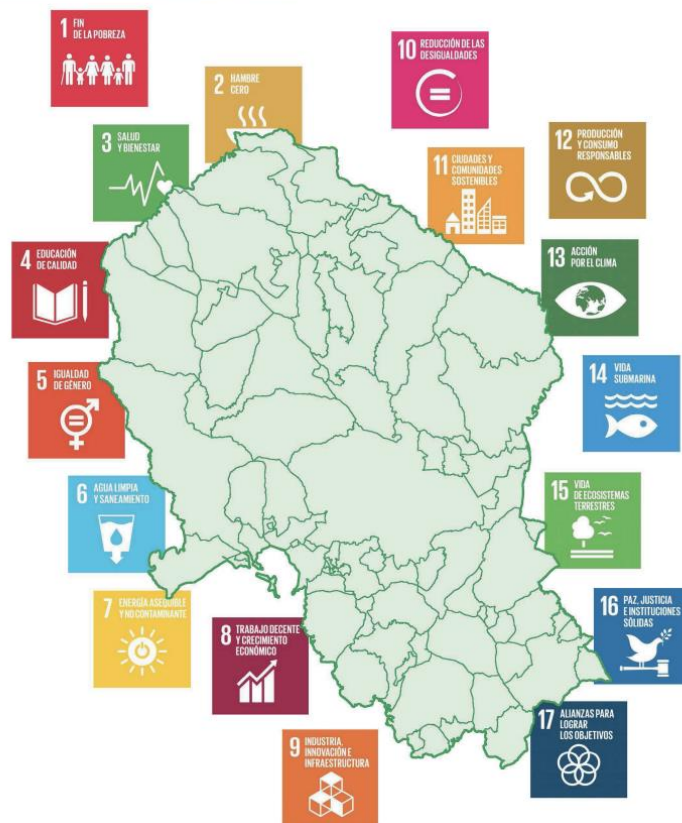 1 FIN
DE LA POBREZA
2 HAMBRE
CERO
3 SALUD
Y BIENESTAR
4 EDUCACIÓN
DE CALIDAD
5 IGUALDAD
DE GÉNERO
6 AGUA LIMPIA
Y SANEAMIENTO
7 ENERGÍA ASEQUIBLE
Y NO CONTAMINANTE
8 TRABAJO DECENTE
Y CRECIMIENTO
ECONÓMICO
9 INDUSTRIA,
INNOVACIÓN E
INFRAESTRUCTURA
10 REDUCCIÓN DE LAS
DESIGUALDADES
11 CIUDADES Y
COMUNIDADES
SOSTENIBLES
12 PRODUCCIÓN
Y CONSUMO
RESPONSABLES
13 ACCIÓN
POR EL CLIMA
14 VIDA
SUBMARINA
15 VIDA
DE ECOSISTEMAS
TERRESTRES
16 PAZ, JUSTICIA
E INSTITUCIONES
SÓLIDAS
17 ALIANZAS PARA
LOGRAR
LOS OBJETIVOS